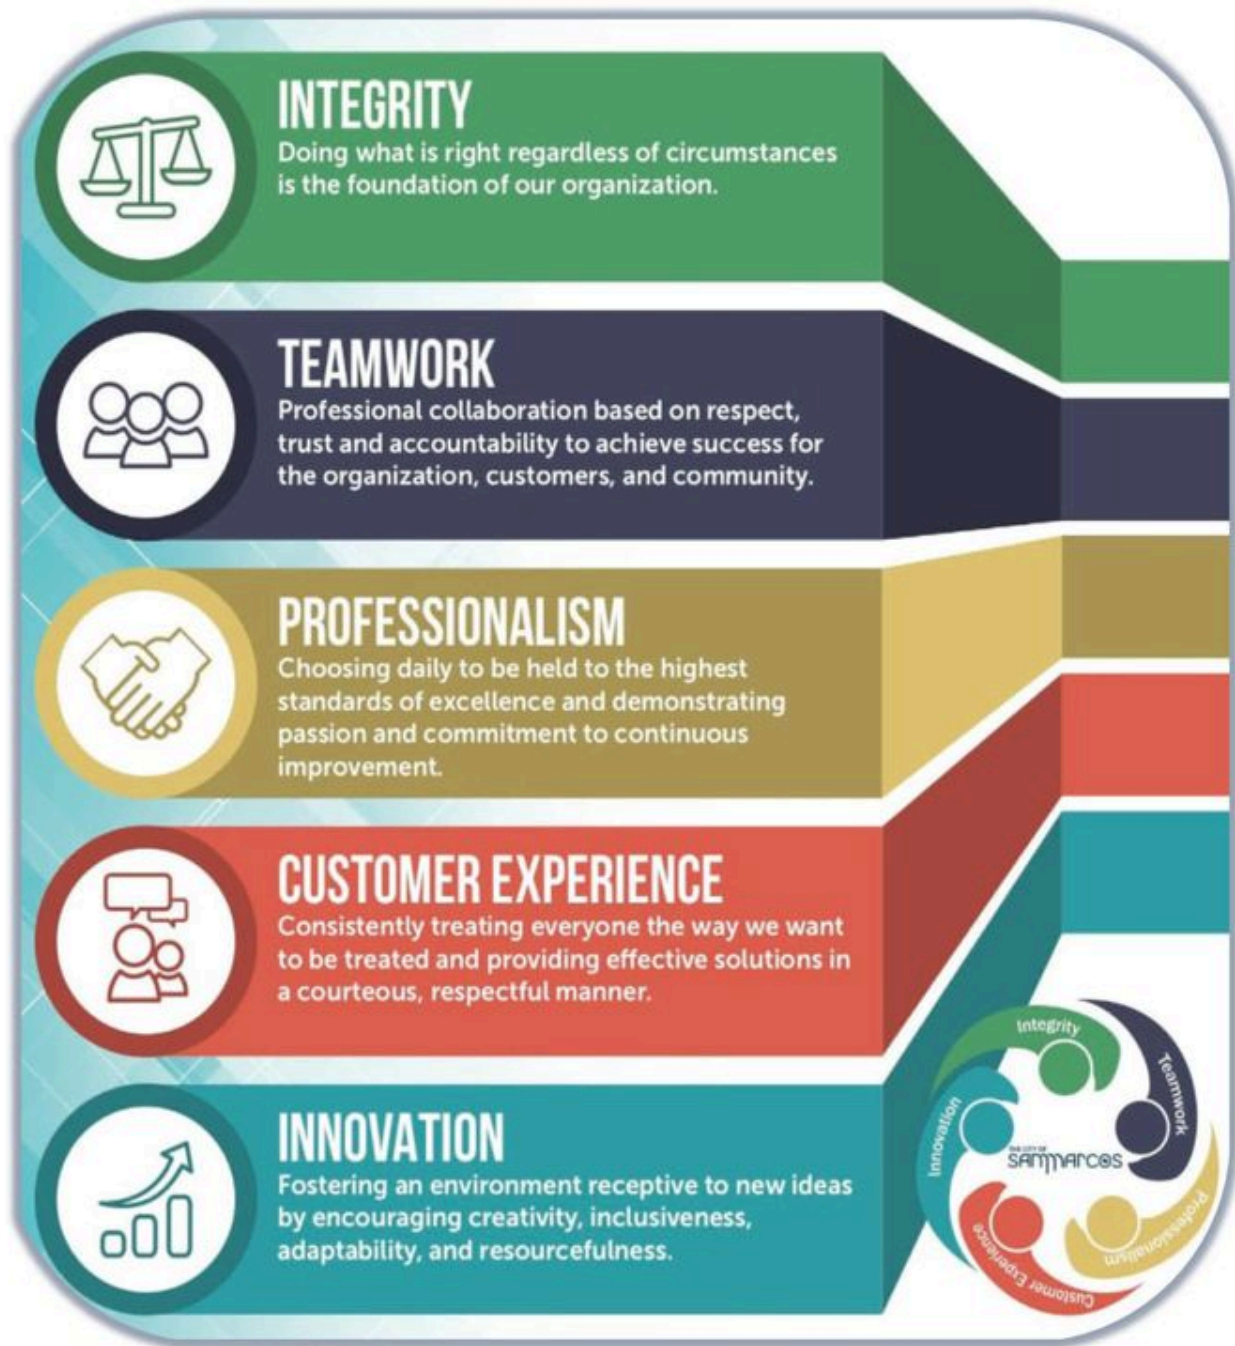 INTEGRITY
Doing what is right regardless of circumstances
is the foundation of our organization.
TEAMWORK
Professional collaboration based on respect,
trust and accountability to achieve success for
the organization, customers, and community.
PROFESSIONALISM
Choosing daily to be held to the highest
standards of excellence and demonstrating
passion and commitment to continuous
improvement.
CUSTOMER EXPERIENCE
Consistently treating everyone the way we want
to be treated and providing effective solutions in
a courteous, respectful manner.
INNOVATION
Fostering an environment receptive to new ideas
by encouraging creativity, inclusiveness,
adaptability, and resourcefulness.
Integrity
Teamwork
Professionalism
Customer Experience
Innovation
THE CITY OF
SANMARCOS